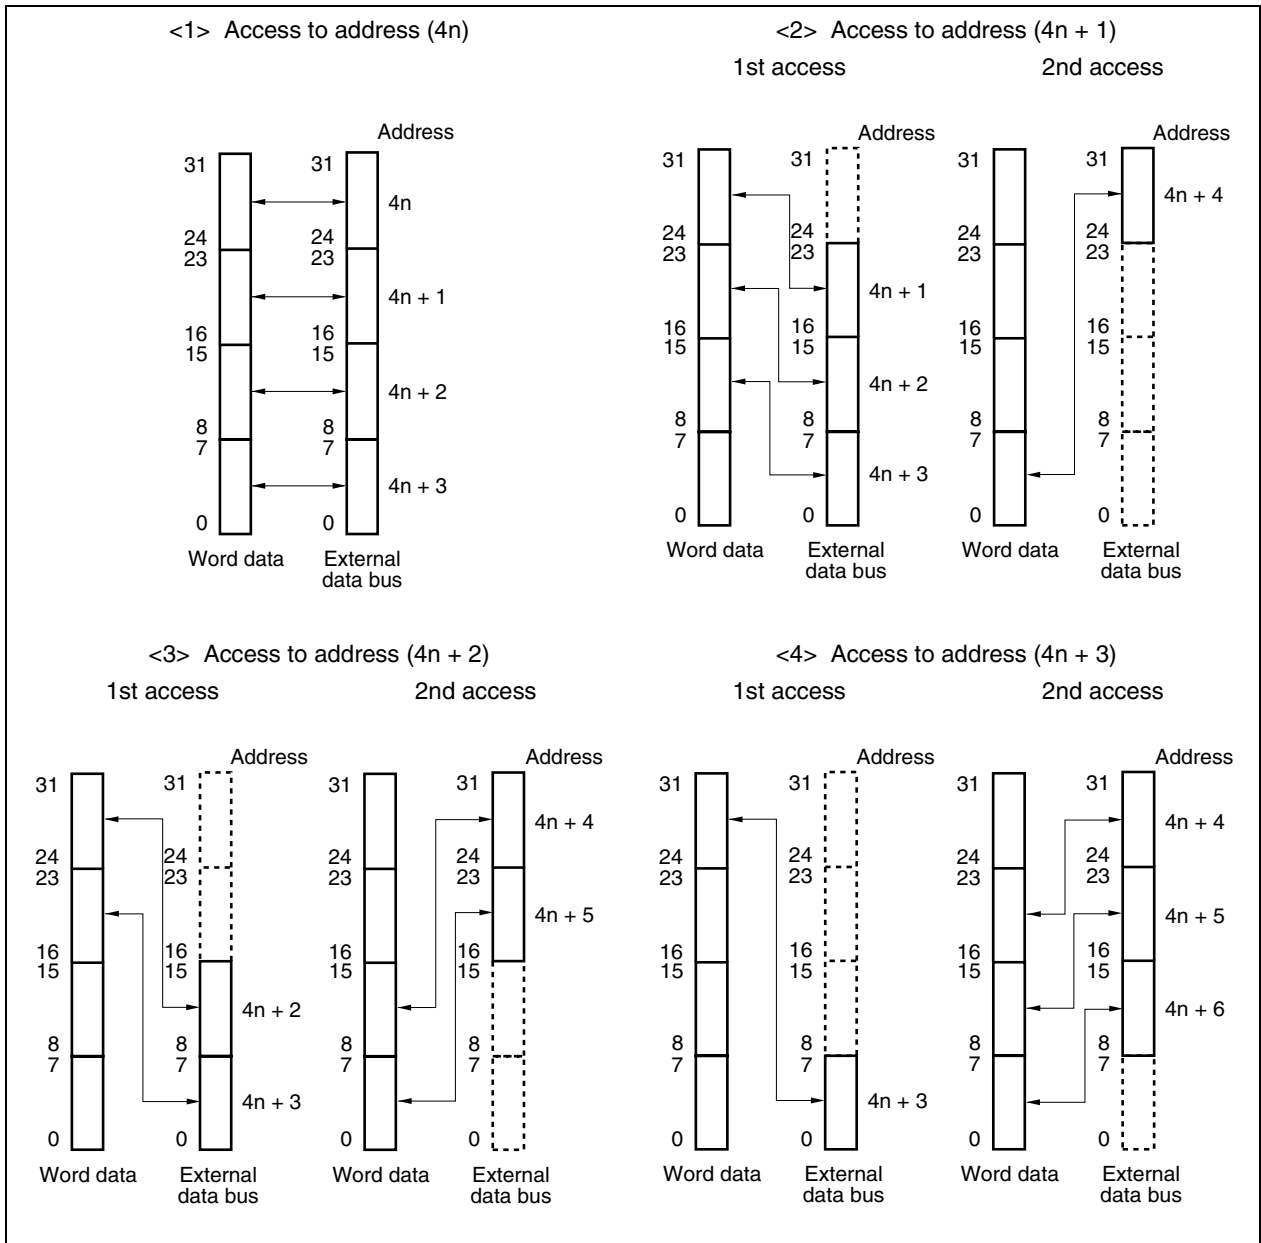 <1> Access to address (4n)
Address
31 31
4n
24 24
23 23
4n + 1
16 16
15 15
4n + 2
8 8
7 7
4n + 3
0 0
Word data External
data bus
<2> Access to address (4n + 1)
1st access 2nd access
Address Address
31 31 31 31
4n + 4
24 24 24 24
23 23 23 23
4n + 1
16 16 16 16
15 15 15 15
4n + 2
8 8 8 8
7 7 7 7
4n + 3
0 0 0 0
Word data External Word data External
data bus data bus
<3> Access to address (4n + 2)
1st access 2nd access
Address Address
31 31 31 31
4n + 4
24 24 24 24
23 23 23 23
4n + 5
16 16 16 16
15 15 15 15
4n + 2
8 8 8 8
7 7 7 7
4n + 3
0 0 0 0
Word data External Word data External
data bus data bus
<4> Access to address (4n + 3)
1st access 2nd access
Address Address
31 31 31 31
4n + 4
24 24 24 24
23 23 23 23
4n + 5
16 16 16 16
15 15 15 15
4n + 6
8 8 8 8
7 7 7 7
4n + 3
0 0 0 0
Word data External Word data External
data bus data bus